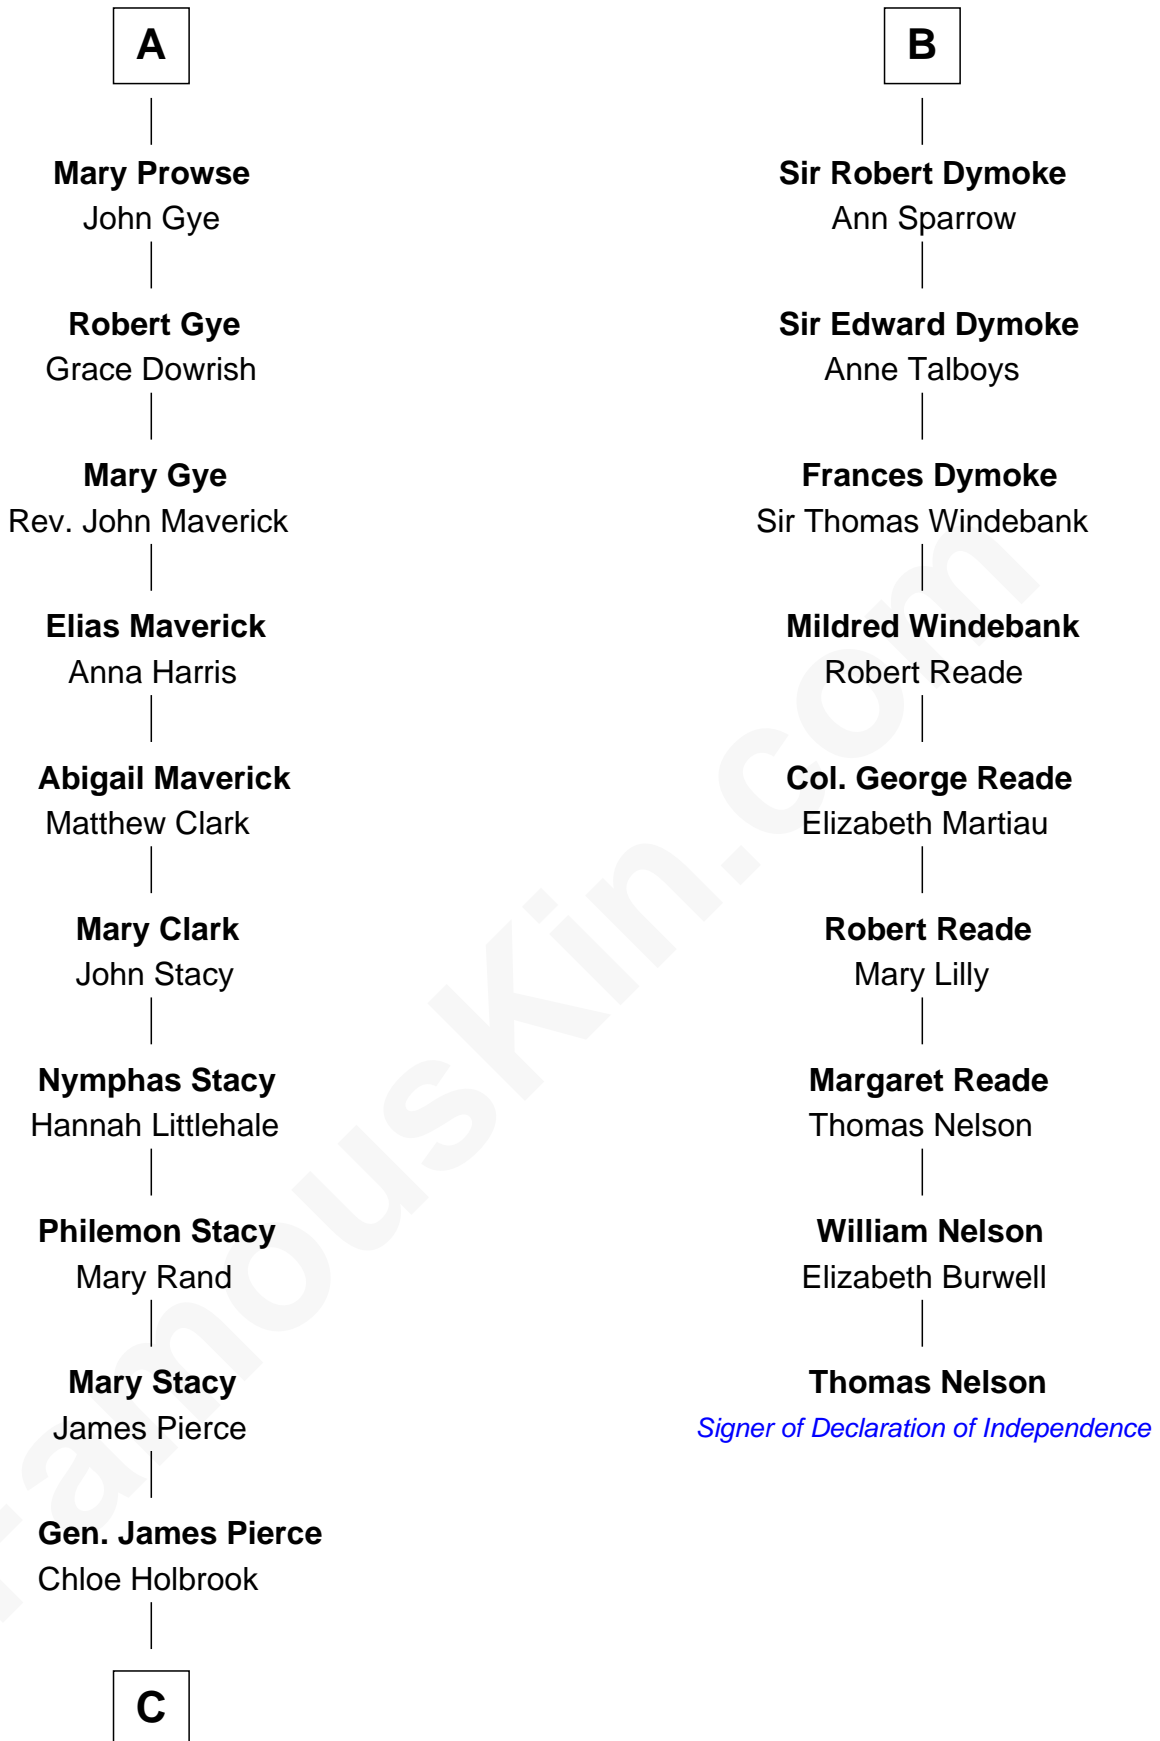 A
Mary Prowse
John Gye
Robert Gye
Grace Dowrish
Mary Gye
Rev. John Maverick
Elias Maverick
Anna Harris
Abigail Maverick
Matthew Clark
Mary Clark
John Stacy
Nymphas Stacy
Hannah Littlehale
Philemon Stacy
Mary Rand
Mary Stacy
James Pierce
Gen. James Pierce
Chloe Holbrook
C
B
Sir Robert Dymoke
Ann Sparrow
Sir Edward Dymoke
Anne Talboys
Frances Dymoke
Sir Thomas Windebank
Mildred Windebank
Robert Reade
Col. George Reade
Elizabeth Martiau
Robert Reade
Mary Lilly
Margaret Reade
Thomas Nelson
William Nelson
Elizabeth Burwell
Thomas Nelson
Signer of Declaration of Independence
FamousKin.com